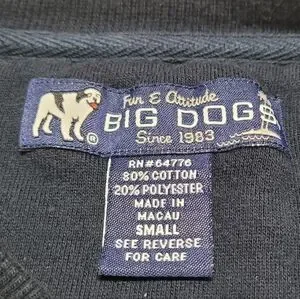 Fun & Attitude
BIG DOGS
®
Since 1983
RN#64776
80% COTTON
20% POLYESTER
MADE IN
MACAU
SMALL
SEE REVERSE
FOR CARE